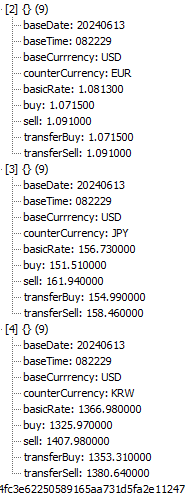 [2] {} (9)
baseDate: 20240613
baseTime: 082229
baseCurrrency: USD
counterCurrency: EUR
basicRate: 1.081300
buy: 1.071500
sell: 1.091000
transferBuy: 1.071500
transferSell: 1.091000
[3] {} (9)
baseDate: 20240613
baseTime: 082229
baseCurrrency: USD
counterCurrency: JPY
basicRate: 156.730000
buy: 151.510000
sell: 161.940000
transferBuy: 154.990000
transferSell: 158.460000
[4] {} (9)
baseDate: 20240613
baseTime: 082229
baseCurrrency: USD
counterCurrency: KRW
basicRate: 1366.980000
buy: 1325.970000
sell: 1407.980000
transferBuy: 1353.310000
transferSell: 1380.640000
4fc3e62250589165aa731d5fa2e11247